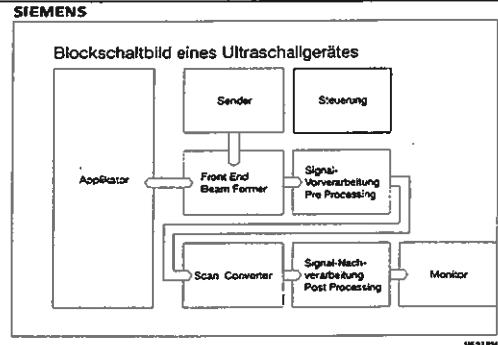 SIEMENS
Blockschaltbild eines Ultraschallgerätes
Sender
Steuerung
Applikator
Front End
Beam Former
Signal-
Vorverarbeitung
Pre Processing
Scan Converter
Signal-Nach-
verarbeitung
Post Processing
Monitor